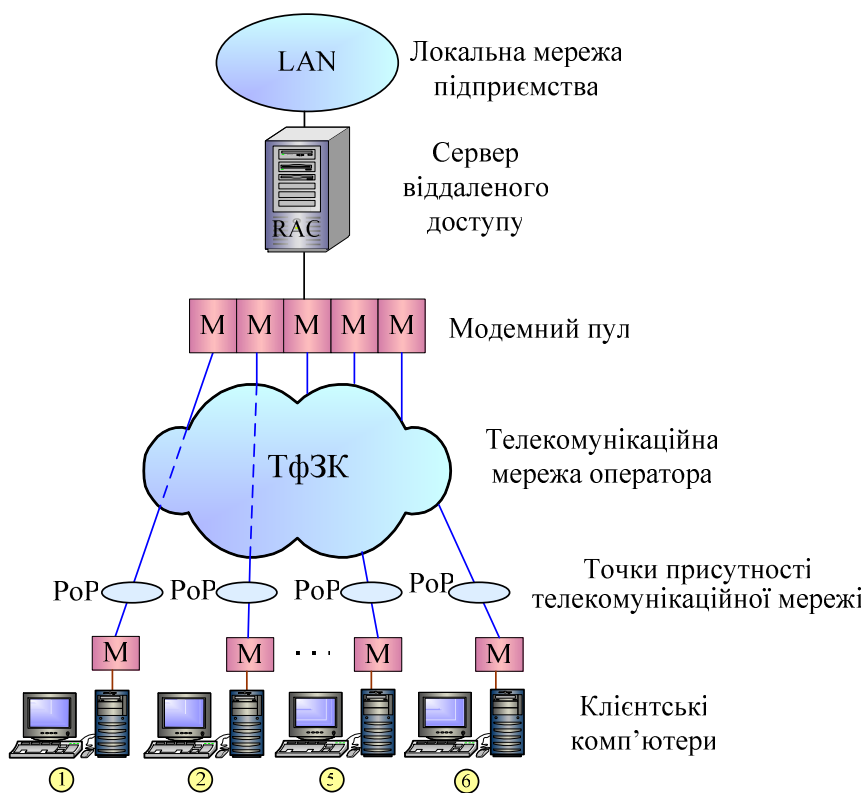 LAN
Локальна мережа
підприємства
Сервер
віддаленого
доступу
RAC
М М М М М
Модемний пул
ТфЗК
Телекомунікаційна
мережа оператора
PoP PoP PoP PoP
Точки присутності
телекомунікаційної мережі
М М ... М М
Клієнтські
комп’ютери
1 2 5 6